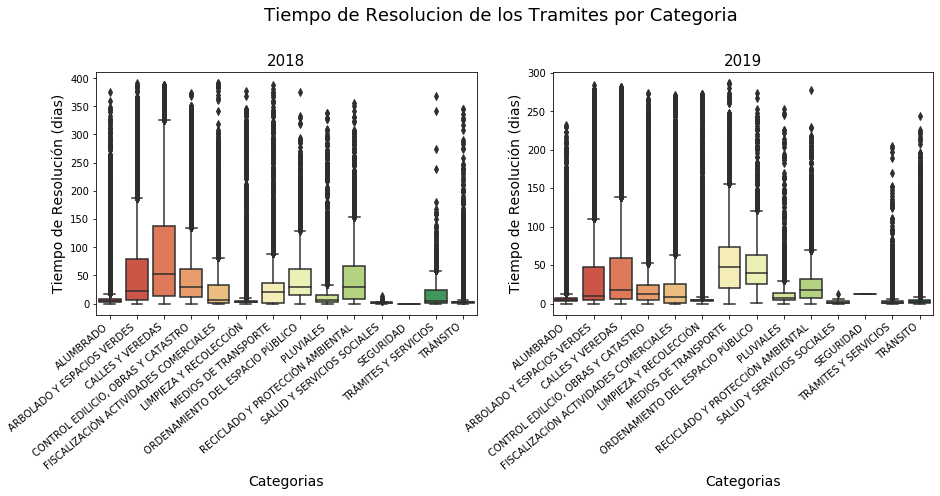 Tiempo de Resolucion de los Tramites por Categoria
2018
Tiempo de Resolución (dias)
400
350
300
250
200
150
100
50
0
ALUMBRADO
ARBOLADO Y ESPACIOS VERDES
CALLES Y VEREDAS
CONTROL EDILICIO, OBRAS Y CATASTRO
FISCALIZACIÓN ACTIVIDADES COMERCIALES
LIMPIEZA Y RECOLECCIÓN
MEDIOS DE TRANSPORTE
ORDENAMIENTO DEL ESPACIO PÚBLICO
PLUVIALES
RECICLADO Y PROTECCIÓN AMBIENTAL
SALUD Y SERVICIOS SOCIALES
SEGURIDAD
TRÁMITES Y SERVICIOS
TRÁNSITO
Categorias
2019
Tiempo de Resolución (dias)
300
250
200
150
100
50
0
ALUMBRADO
ARBOLADO Y ESPACIOS VERDES
CALLES Y VEREDAS
CONTROL EDILICIO, OBRAS Y CATASTRO
FISCALIZACIÓN ACTIVIDADES COMERCIALES
LIMPIEZA Y RECOLECCIÓN
MEDIOS DE TRANSPORTE
ORDENAMIENTO DEL ESPACIO PÚBLICO
PLUVIALES
RECICLADO Y PROTECCIÓN AMBIENTAL
SALUD Y SERVICIOS SOCIALES
SEGURIDAD
TRÁMITES Y SERVICIOS
TRÁNSITO
Categorias